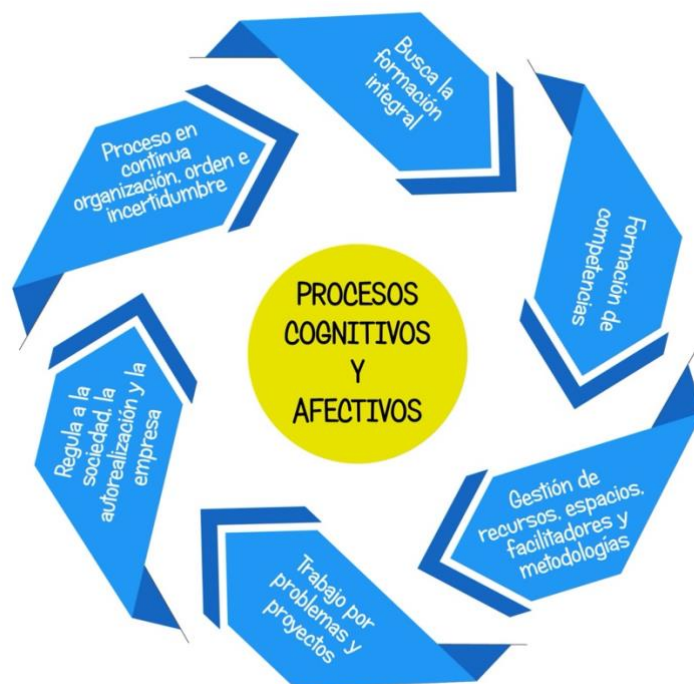 Busca la
formación
integral
Formación de
competencias
Gestión de
recursos, espacios,
facilitadores y
metodologías
Trabajo por
problemas y
proyectos
Regula a la
sociedad, la
autorealización y la
empresa
Proceso en
continua
organización, orden e
incertidumbre
PROCESOS
COGNITIVOS
Y
AFECTIVOS